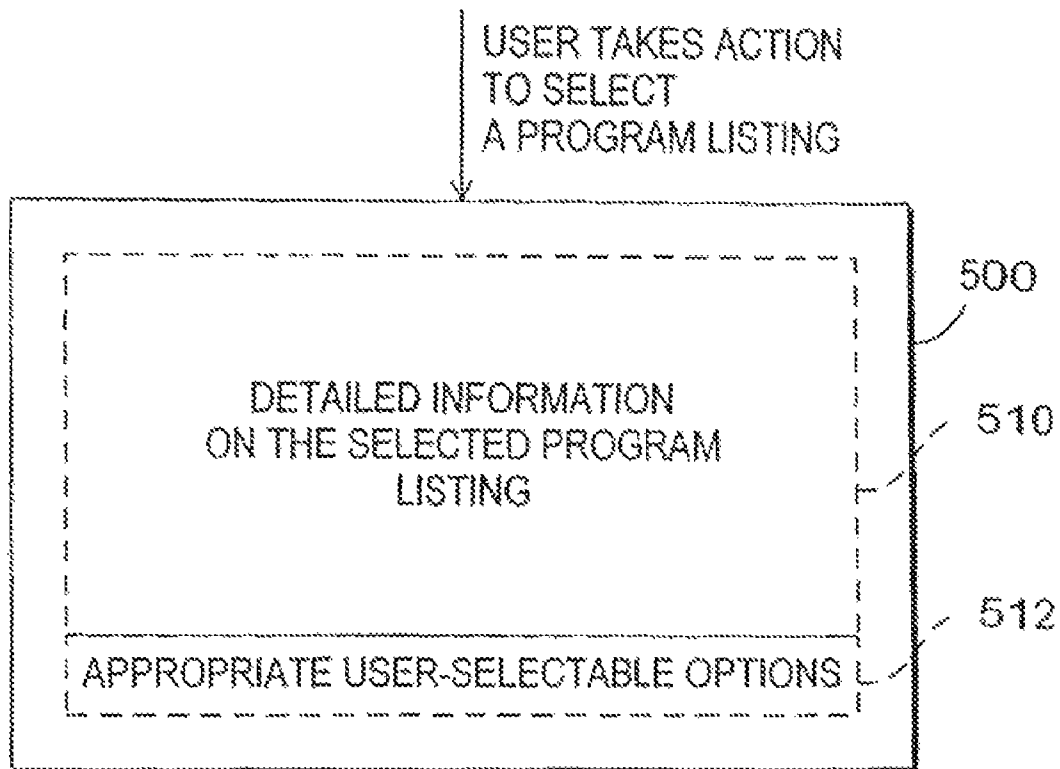 USER TAKES ACTION
TO SELECT
A PROGRAM LISTING
500
DETAILED INFORMATION
ON THE SELECTED PROGRAM
LISTING
510
512
APPROPRIATE USER-SELECTABLE OPTIONS